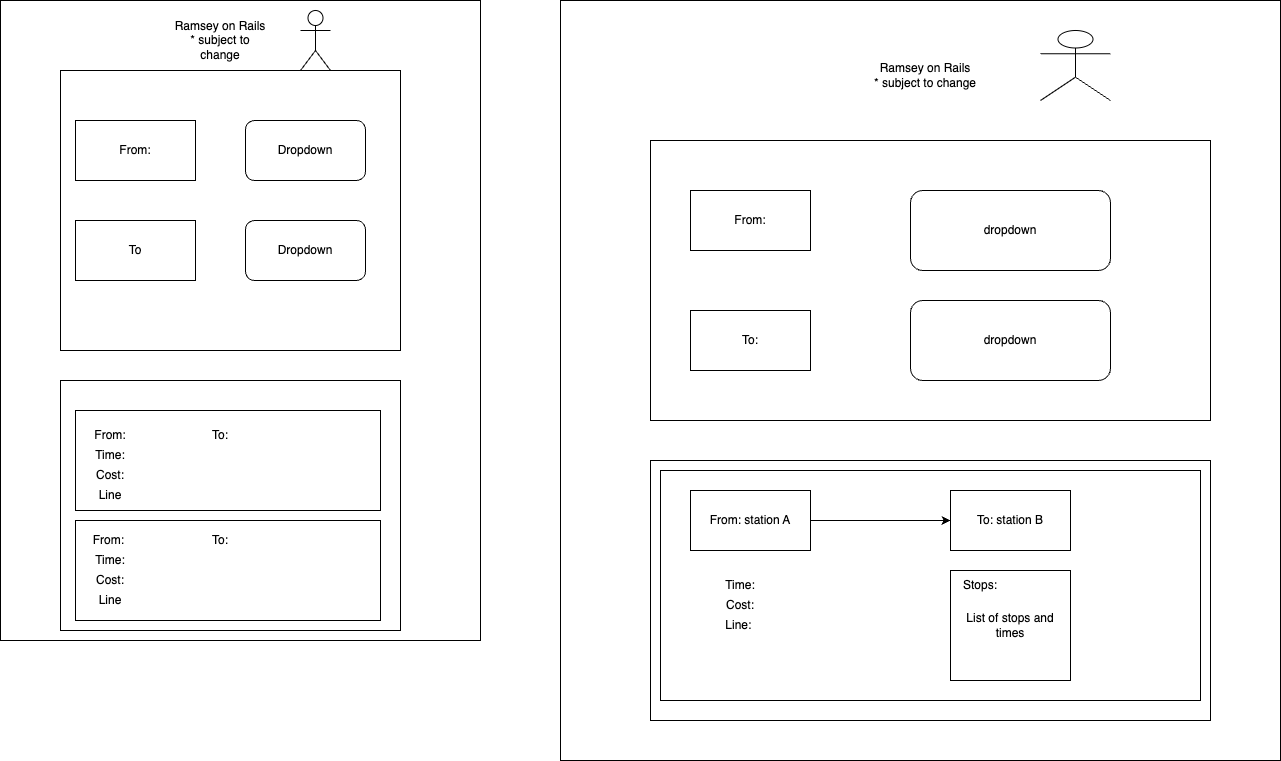 Ramsey on Rails
* subject to
change
From:
Dropdown
To
Dropdown
From:
To:
Time:
Cost:
Line
From:
To:
Time:
Cost:
Line
Ramsey on Rails
* subject to change
From:
dropdown
To:
dropdown
From: station A
To: station B
Time:
Cost:
Line:
Stops:
List of stops and
times